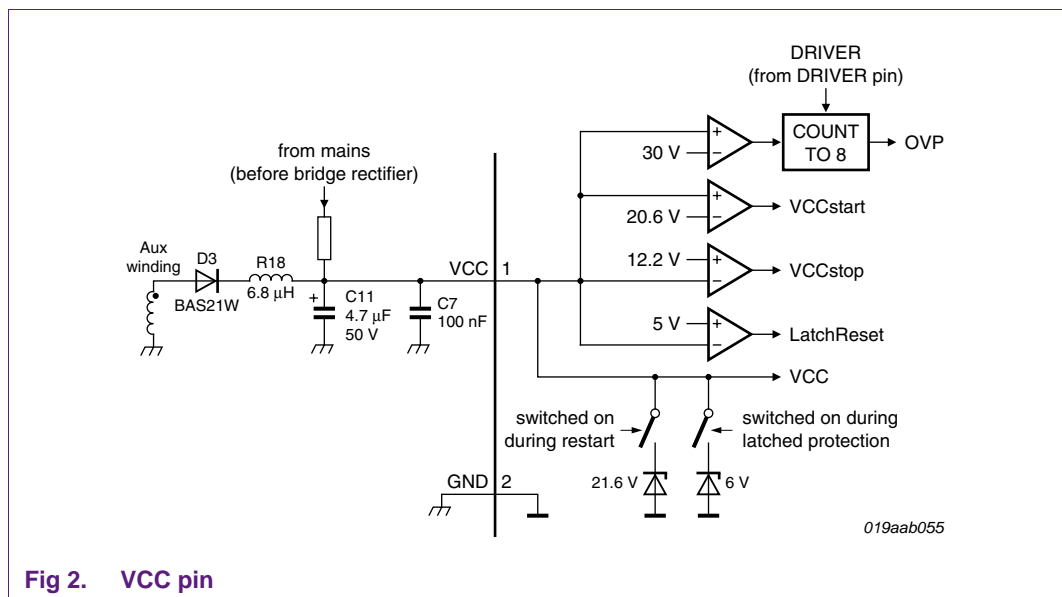 DRIVER
(from DRIVER pin)
from mains
(before bridge rectifier)
+
−
30 V
COUNT
TO 8
OVP
+
−
20.6 V
VCCstart
Aux
winding
D3
BAS21W
R18
6.8 μH
+
C11
4.7 μF
50 V
C7
100 nF
VCC
1
12.2 V
+
−
VCCstop
5 V
+
−
LatchReset
VCC
switched on
during restart
switched on during
latched protection
21.6 V
6 V
GND
2
019aab055
Fig 2. VCC pin